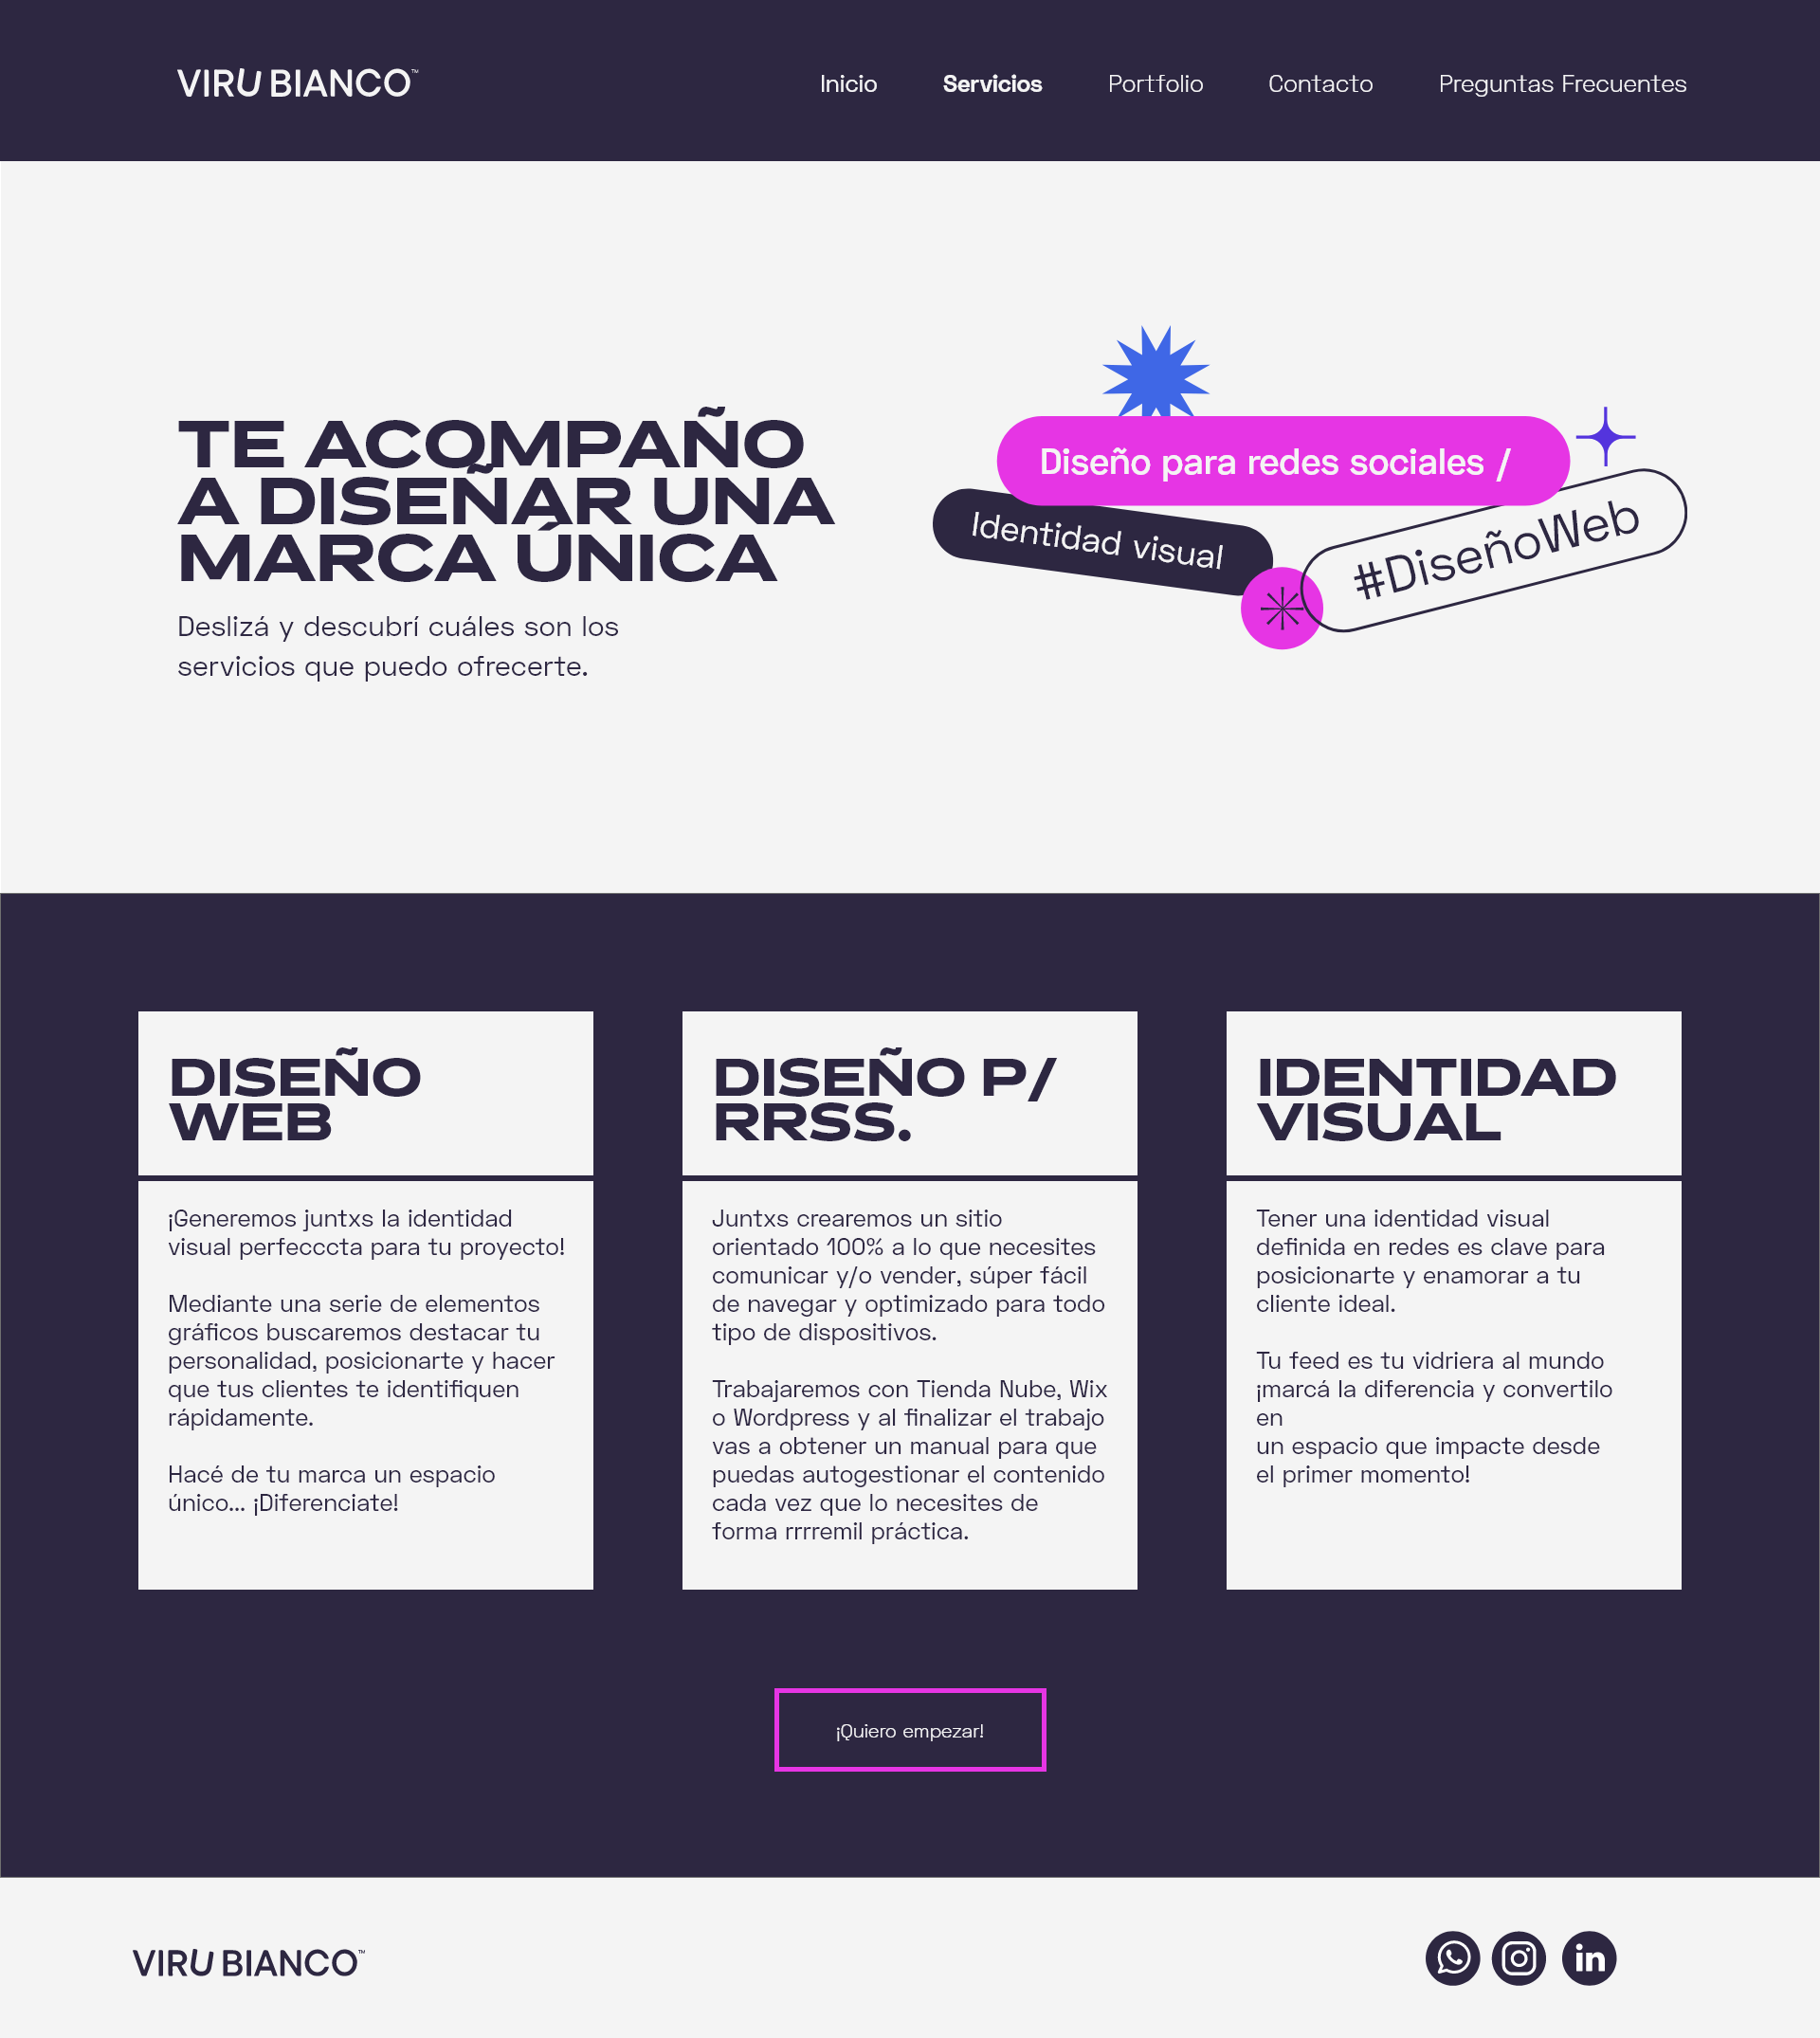 VIRU BIANCO™
Inicio
Servicios
Portfolio
Contacto
Preguntas Frecuentes
TE ACOMPAÑO
A DISEÑAR UNA
MARCA ÚNICA
Deslizá y descubrí cuáles son los
servicios que puedo ofrecerte.
Diseño para redes sociales /
Identidad visual
#DiseñoWeb
DISEÑO
WEB
¡Generemos juntxs la identidad
visual perfecccta para tu proyecto!
Mediante una serie de elementos
gráficos buscaremos destacar tu
personalidad, posicionarte y hacer
que tus clientes te identifiquen
rápidamente.
Hacé de tu marca un espacio
único... ¡Diferenciate!
DISEÑO P/
RRSS.
Juntxs crearemos un sitio
orientado 100% a lo que necesites
comunicar y/o vender, súper fácil
de navegar y optimizado para todo
tipo de dispositivos.
Trabajaremos con Tienda Nube, Wix
o Wordpress y al finalizar el trabajo
vas a obtener un manual para que
puedas autogestionar el contenido
cada vez que lo necesites de
forma rrrremil práctica.
IDENTIDAD
VISUAL
Tener una identidad visual
definida en redes es clave para
posicionarte y enamorar a tu
cliente ideal.
Tu feed es tu vidriera al mundo
¡marcá la diferencia y convertilo
en
un espacio que impacte desde
el primer momento!
¡Quiero empezar!
VIRU BIANCO™
in